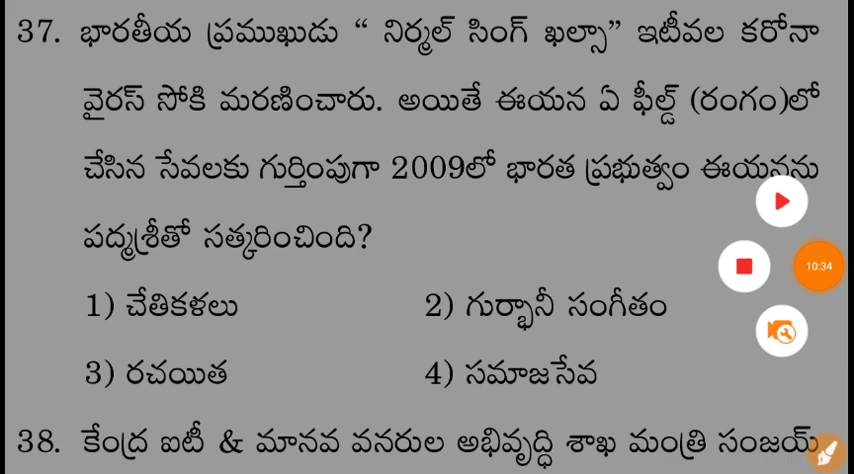 37. భారతీయ ప్రముఖుడు “ నిర్మల్ సింగ్ ఖల్సా” ఇటీవల కరోనా
వైరస్ సోకి మరణించారు. అయితే ఈయన ఏ ఫీల్డ్ (రంగం)లో
చేసిన సేవలకు గుర్తింపుగా 2009లో భారత ప్రభుత్వం ఈయనను
పద్మశ్రీతో సత్కరించింది?
1) చేతికళలు 2) గుర్భానీ సంగీతం
3) రచయిత 4) సమాజసేవ
10:34
38. కేంద్ర ఐటీ & మానవ వనరుల అభివృద్ధి శాఖ మంత్రి సంజయ్